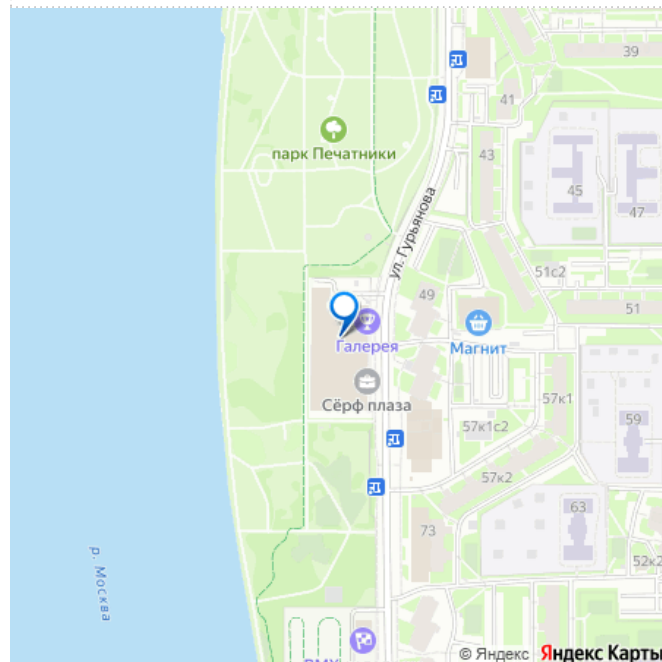 39
41
парк Печатники
43
45
47
ул. Гурьянова
51с2
49
51
Галерея
Магнит
Сёрф плаза
57к1
57к1с2
59
57к2
63
73
р. Москва
52к2
© Яндекс Яндекс Карты